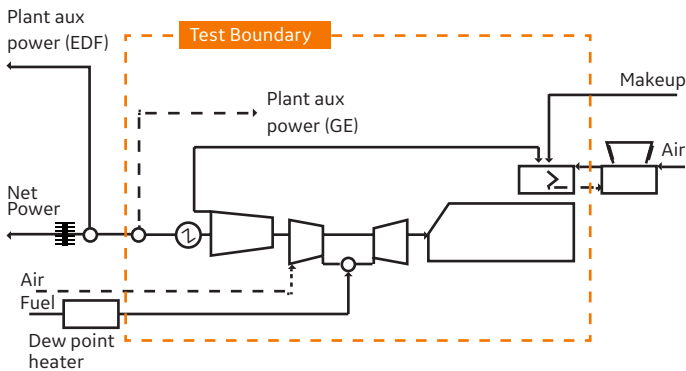 Plant aux
power (EDF)
Test Boundary
Makeup
Plant aux
power (GE)
Air
Net
Power
Air
Fuel
Dew point
heater